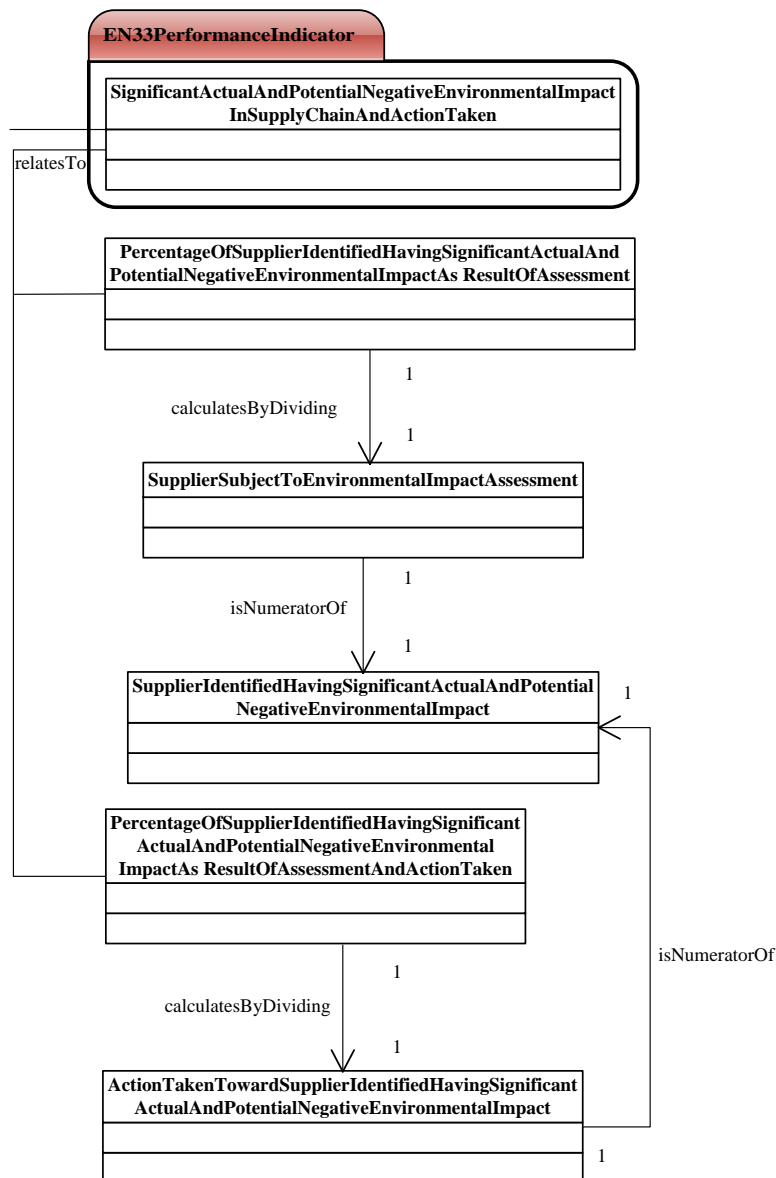 EN33PerformanceIndicator
SignificantActualAndPotentialNegativeEnvironmentalImpact
InSupplyChainAndActionTaken
relatesTo
PercentageOfSupplierIdentifiedHavingSignificantActualAnd
PotentialNegativeEnvironmentalImpactAs ResultOfAssessment
1
calculatesByDividing
1
SupplierSubjectToEnvironmentalImpactAssessment
1
isNumeratorOf
1
SupplierIdentifiedHavingSignificantActualAndPotential
NegativeEnvironmentalImpact
1
PercentageOfSupplierIdentifiedHavingSignificant
ActualAndPotentialNegativeEnvironmental
ImpactAs ResultOfAssessmentAndActionTaken
isNumeratorOf
1
calculatesByDividing
1
ActionTakenTowardSupplierIdentifiedHavingSignificant
ActualAndPotentialNegativeEnvironmentalImpact
1